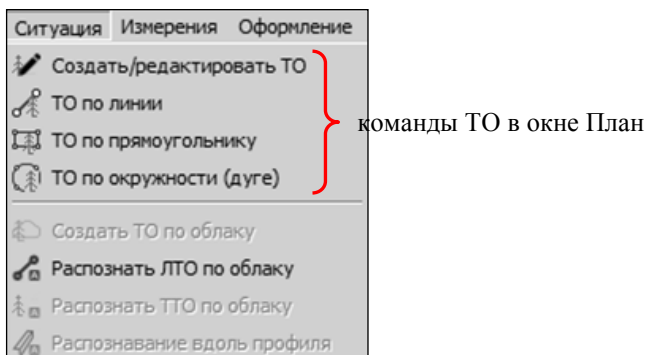 Ситуация Измерения Оформление
Создать/редактировать ТО
ТО по линии
ТО по прямоугольнику
ТО по окружности (дуге)
команды ТО в окне План
Создать ТО по облаку
Распознать ЛТО по облаку
Распознать ТТО по облаку
Распознавание вдоль профиля